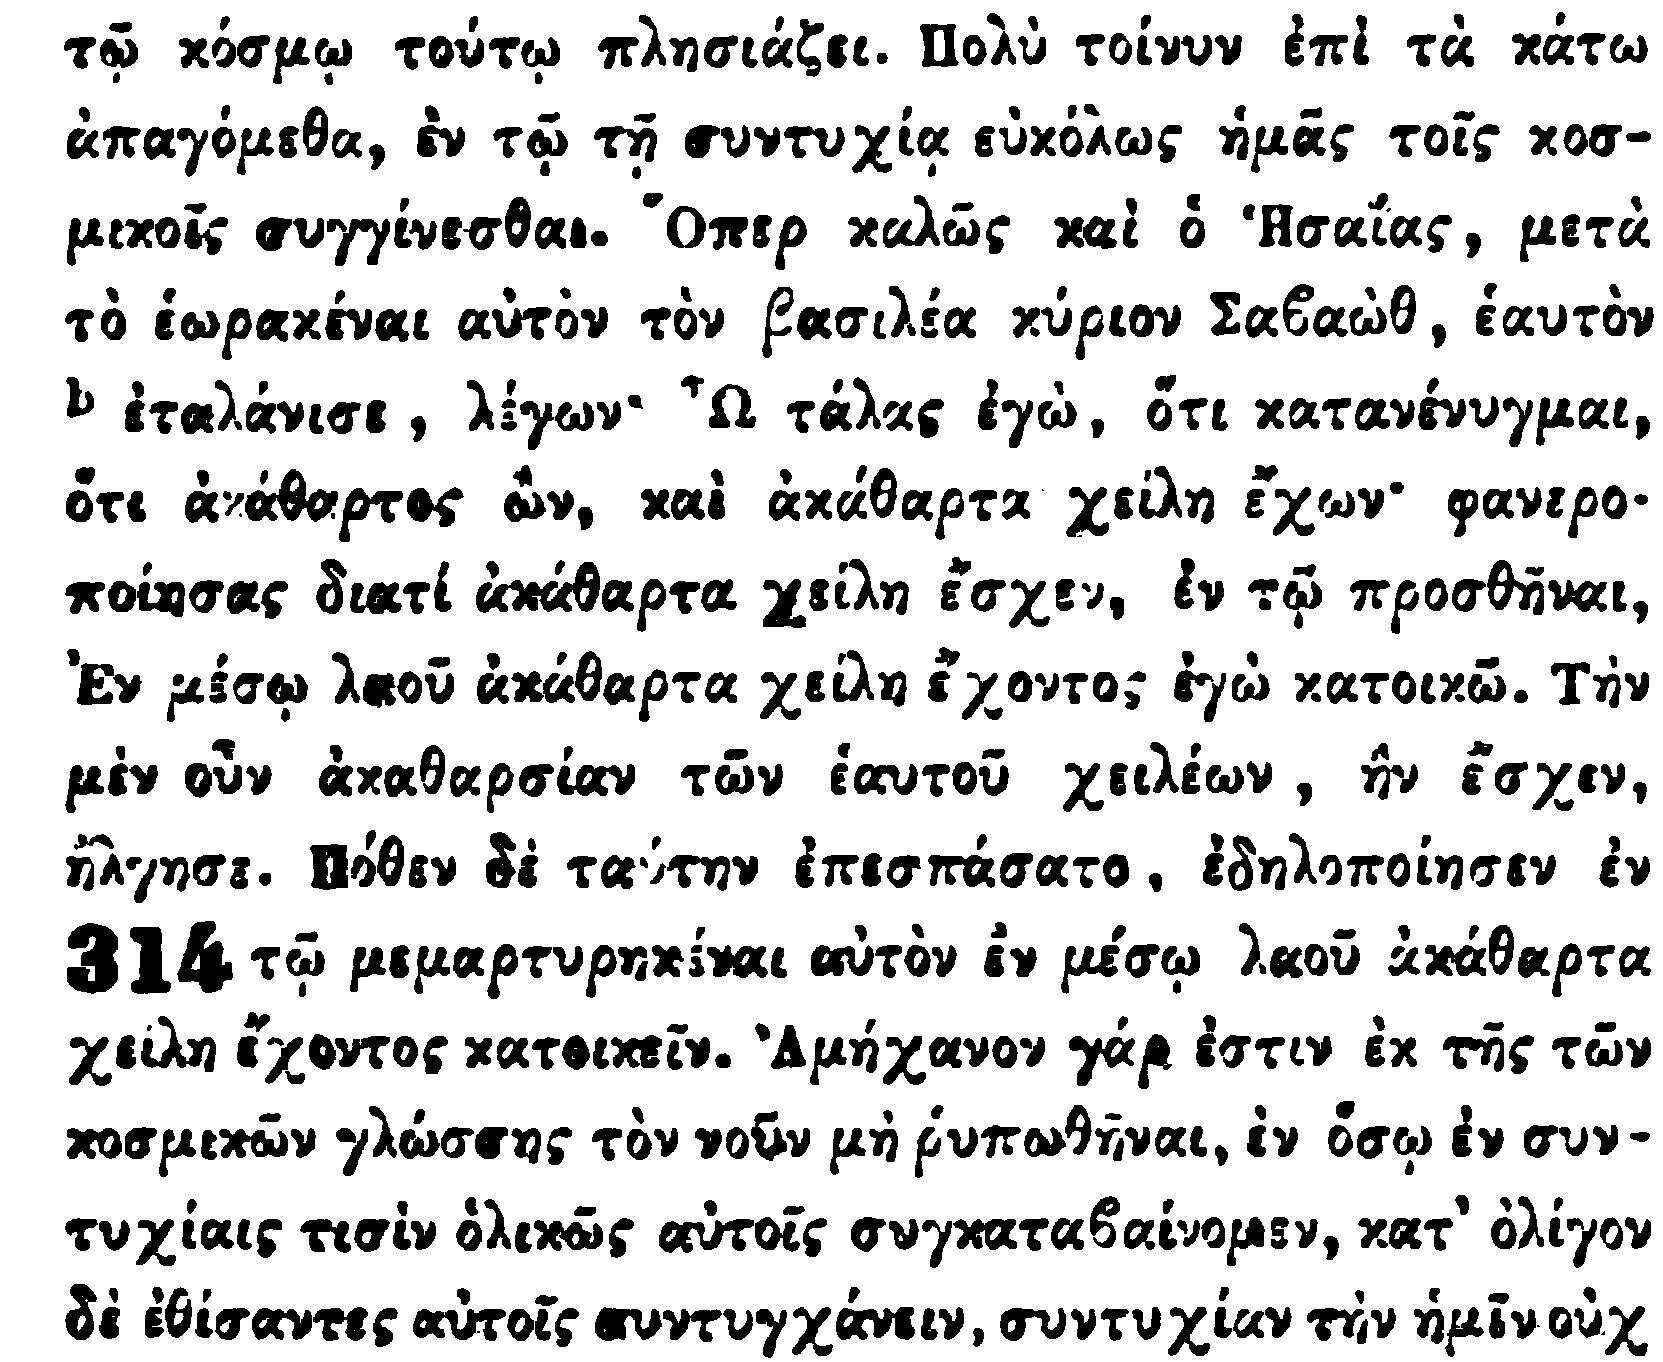 τῷ κόσμῳ τούτῳ πλησιάζει. Πολὺ τοίνυν ἐπὶ τὰ κάτω
ἀπαγόμεθα, ἐν τῷ τῇ συντυχίᾳ εὐκόλως ἡμᾶς τοῖς κοσ-
μικοῖς συγγίνεσθαι. Ὅπερ καλῶς καὶ ὁ Ἡσαΐας, μετὰ
τὸ ἑωρακέναι αὐτὸν τὸν βασιλέα κύριον Σαβαὼθ, ἑαυτὸν
b ἐταλάνισε, λέγων· Ὦ τάλας ἐγὼ, ὅτι κατανένυγμαι,
ὅτι ἀκάθαρτος ὢν, καὶ ἀκάθαρτα χείλη ἔχων· φανερο-
ποίησας διατί ἀκάθαρτα χείλη ἔσχεν, ἐν τῷ προσθῆναι,
Ἐν μέσῳ λαοῦ ἀκάθαρτα χείλη ἔχοντος ἐγὼ κατοικῶ. Τὴν
μὲν οὖν ἀκαθαρσίαν τῶν ἑαυτοῦ χειλέων, ἣν ἔσχεν,
ἤλγησε. Πόθεν δὲ ταύτην ἐπεσπάσατο, ἐδηλοποίησεν ἐν
314 τῷ μεμαρτυρηκέναι αὐτὸν ἐν μέσῳ λαοῦ ἀκάθαρτα
χείλη ἔχοντος κατοικεῖν. Ἀμήχανον γάρ ἐστιν ἐκ τῆς τῶν
κοσμικῶν γλώσσης τὸν νοῦν μὴ ῥυπωθῆναι, ἐν ὅσῳ ἐν συν-
τυχίαις τισὶν ὁλικῶς αὐτοῖς συγκαταβαίνομεν, κατ' ὀλίγον
δὲ ἐθίσαντες αὐτοῖς συντυγχάνειν, συντυχίαν τὴν ἡμῖν οὐχ